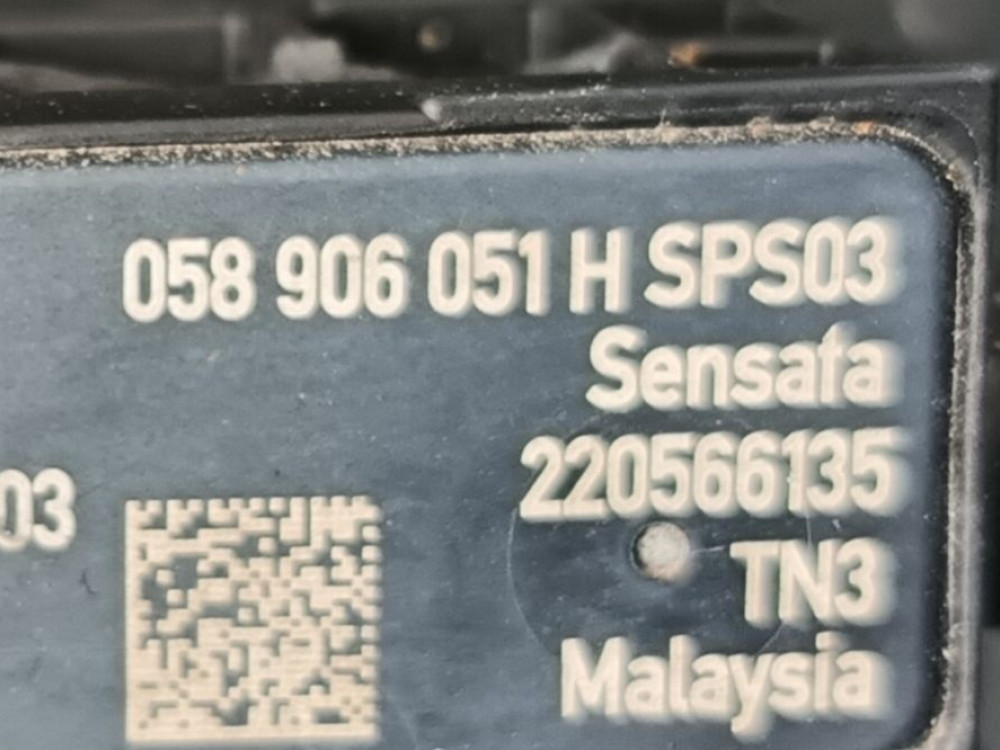 058 906 051 H SPS03
Sensata
220566135
03
TN3
Malaysia